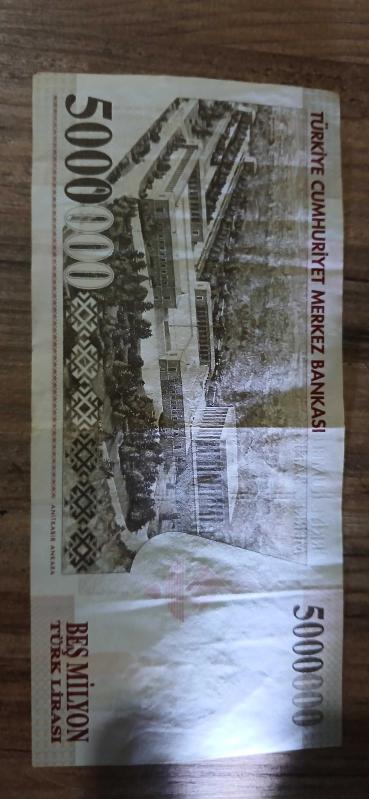 TÜRKİYE CUMHURİYET MERKEZ BANKASI
5000000
5000000
ANITKABİR ANKARA
BEŞ MİLYON
TÜRK LİRASI